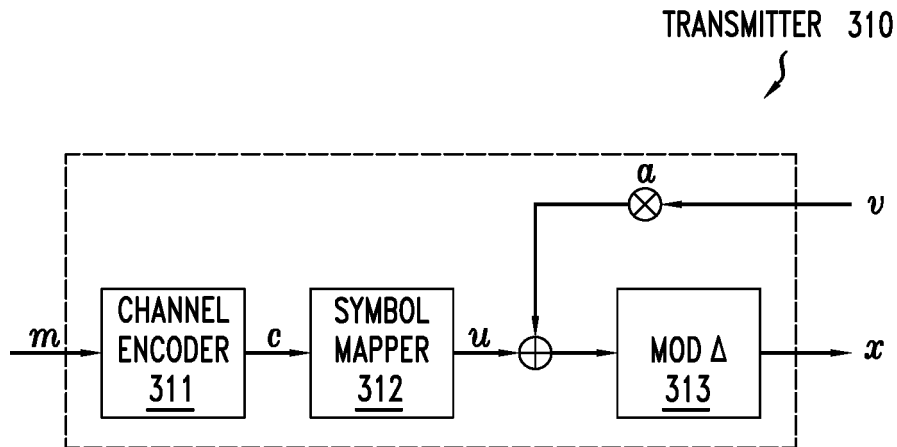 TRANSMITTER 310
a
v
CHANNEL
ENCODER
311
SYMBOL
MAPPER
312
MOD Δ
313
m
c
u
x